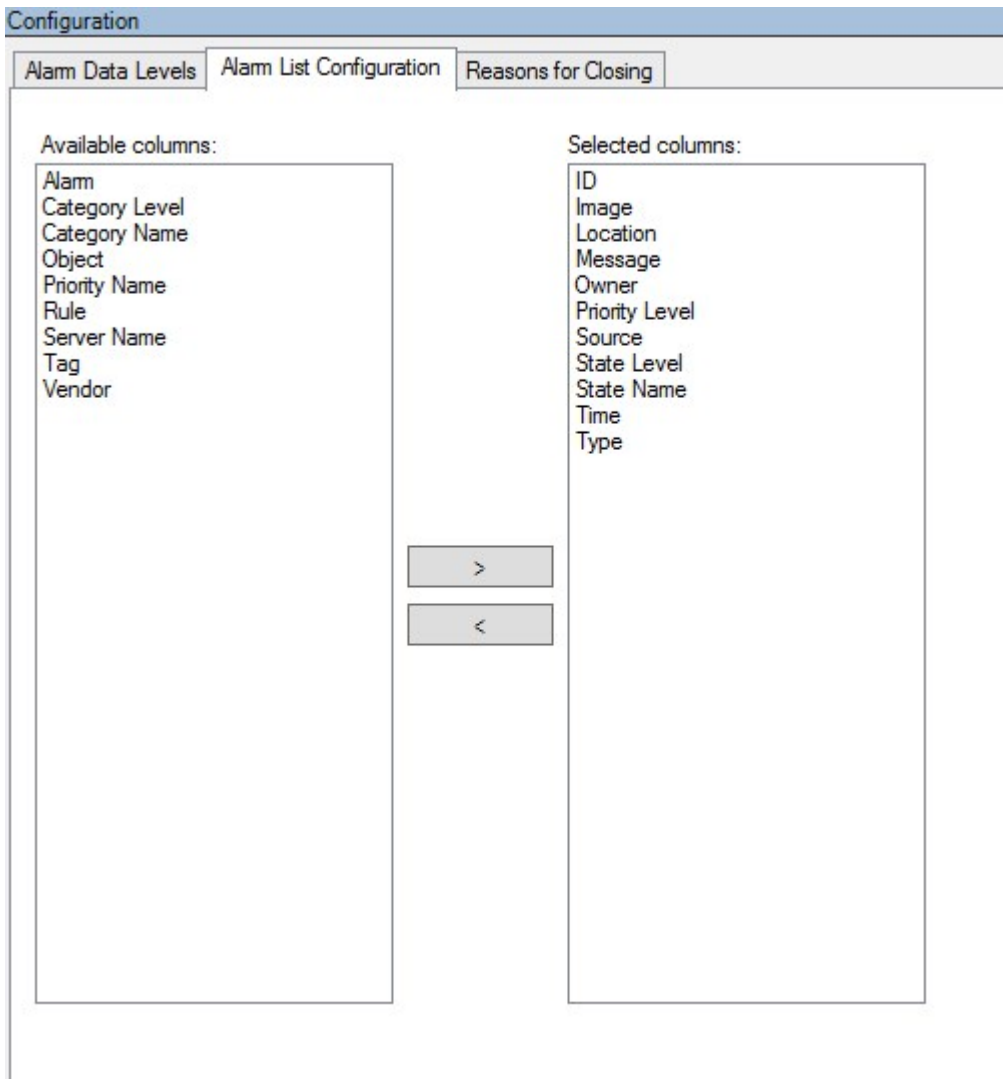 Configuration
Alarm Data Levels
Alarm List Configuration
Reasons for Closing
Available columns:
Alarm
Category Level
Category Name
Object
Priority Name
Rule
Server Name
Tag
Vendor
>
<
Selected columns:
ID
Image
Location
Message
Owner
Priority Level
Source
State Level
State Name
Time
Type